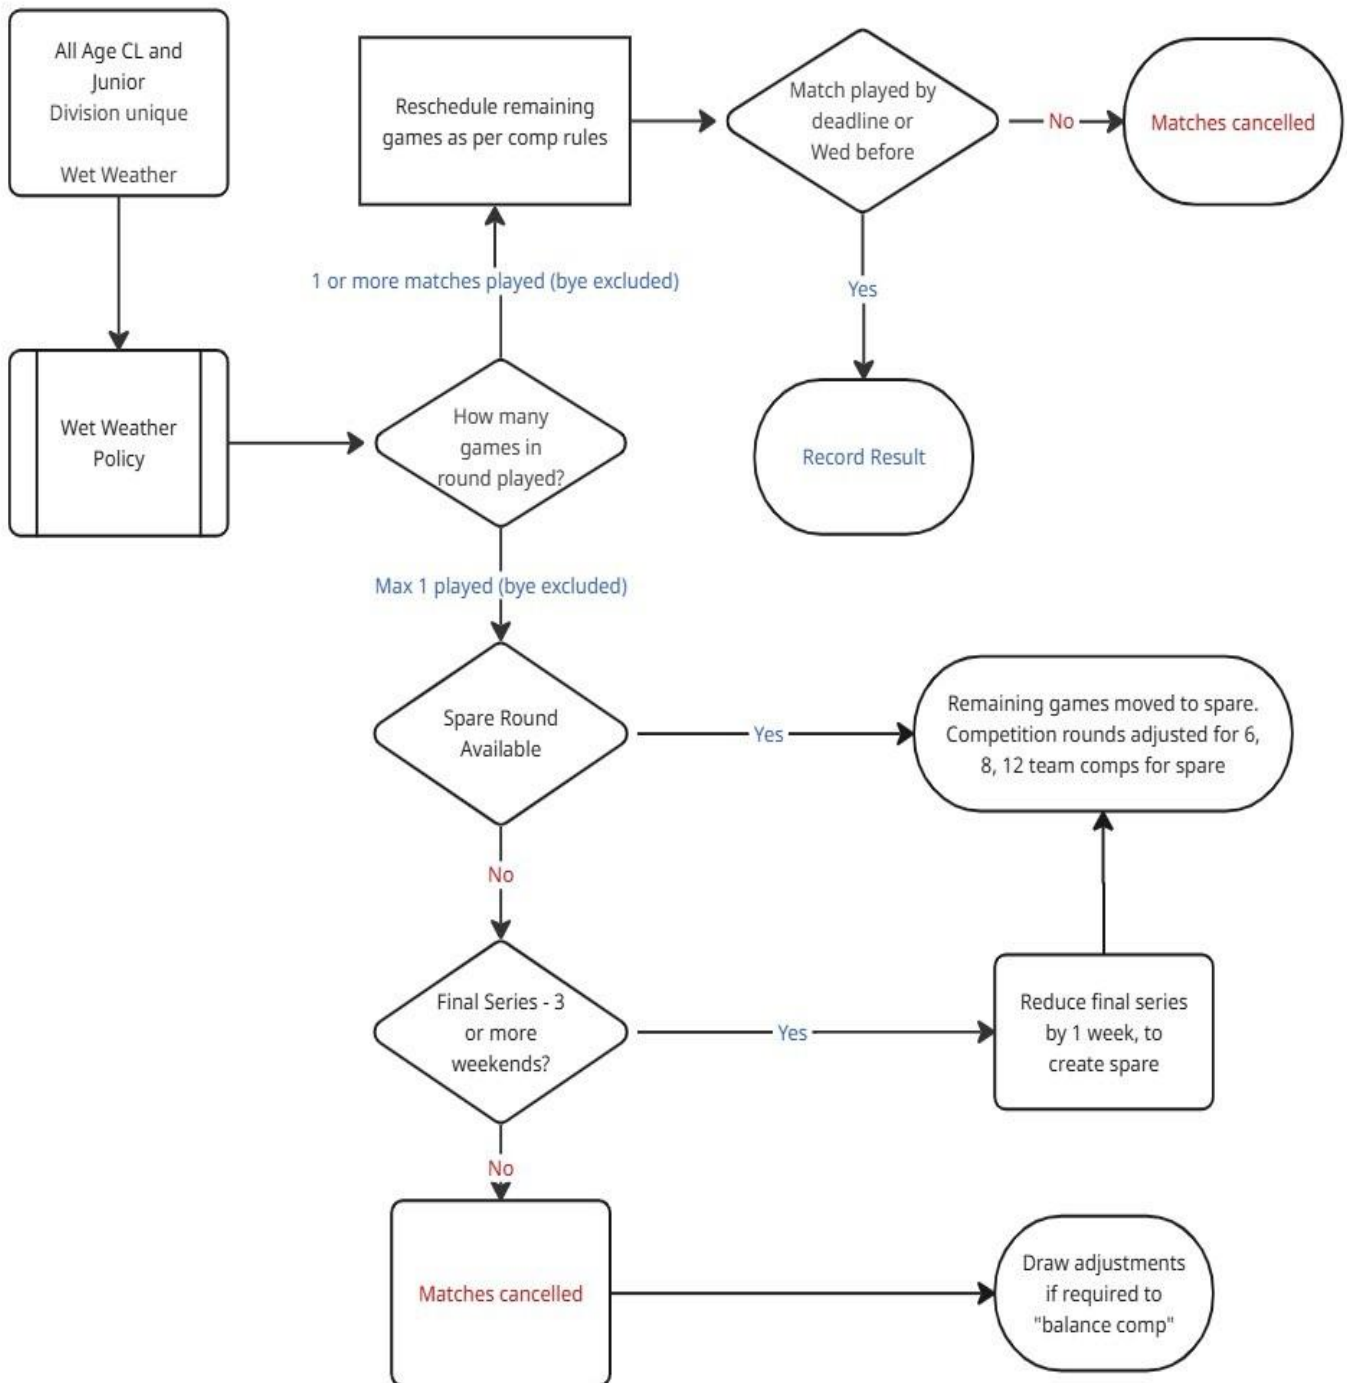 All Age CL and
Junior
Division unique
Wet Weather
Wet Weather
Policy
How many
games in
round played?
1 or more matches played (bye excluded)
Reschedule remaining
games as per comp rules
Match played by
deadline or
Wed before
No
Matches cancelled
Yes
Record Result
Max 1 played (bye excluded)
Spare Round
Available
Yes
Remaining games moved to spare.
Competition rounds adjusted for 6,
8, 12 team comps for spare
No
Final Series - 3
or more
weekends?
Yes
Reduce final series
by 1 week, to
create spare
No
Matches cancelled
Draw adjustments
if required to
"balance comp"